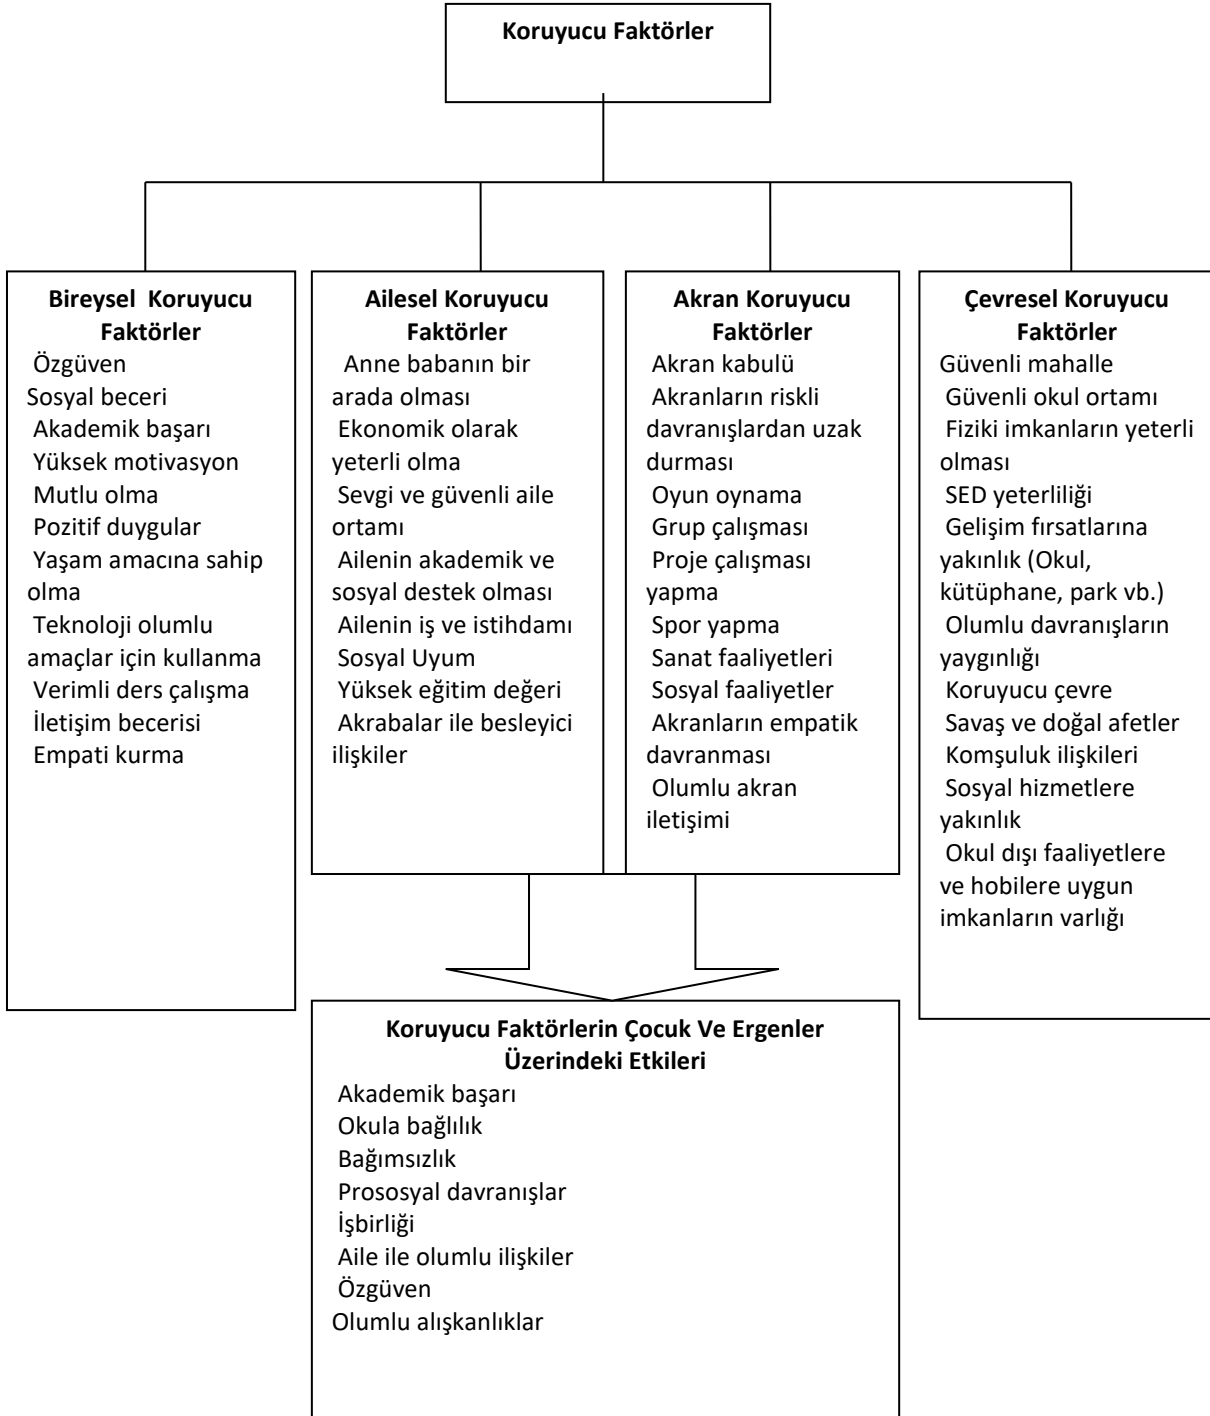 Koruyucu Faktörler
Bireysel Koruyucu
Faktörler
Özgüven
Sosyal beceri
Akademik başarı
Yüksek motivasyon
Mutlu olma
Pozitif duygular
Yaşam amacına sahip
olma
Teknoloji olumlu
amaçlar için kullanma
Verimli ders çalışma
İletişim becerisi
Empati kurma
Ailesel Koruyucu
Faktörler
Anne babanın bir
arada olması
Ekonomik olarak
yeterli olma
Sevgi ve güvenli aile
ortamı
Ailenin akademik ve
sosyal destek olması
Ailenin iş ve istihdamı
Sosyal Uyum
Yüksek eğitim değeri
Akrabalar ile besleyici
ilişkiler
Akran Koruyucu
Faktörler
Akran kabulü
Akranların riskli
davranışlardan uzak
durması
Oyun oynama
Grup çalışması
Proje çalışması
yapma
Spor yapma
Sanat faaliyetleri
Sosyal faaliyetler
Akranların empatik
davranması
Olumlu akran
iletişimi
Çevresel Koruyucu
Faktörler
Güvenli mahalle
Güvenli okul ortamı
Fiziki imkanların yeterli
olması
SED yeterliliği
Gelişim fırsatlarına
yakınlık (Okul,
kütüphane, park vb.)
Olumlu davranışların
yaygınlığı
Koruyucu çevre
Savaş ve doğal afetler
Komşuluk ilişkileri
Sosyal hizmetlere
yakınlık
Okul dışı faaliyetlere
ve hobilere uygun
imkanların varlığı
Koruyucu Faktörlerin Çocuk Ve Ergenler
Üzerindeki Etkileri
Akademik başarı
Okula bağlılık
Bağımsızlık
Prososyal davranışlar
İşbirliği
Aile ile olumlu ilişkiler
Özgüven
Olumlu alışkanlıklar